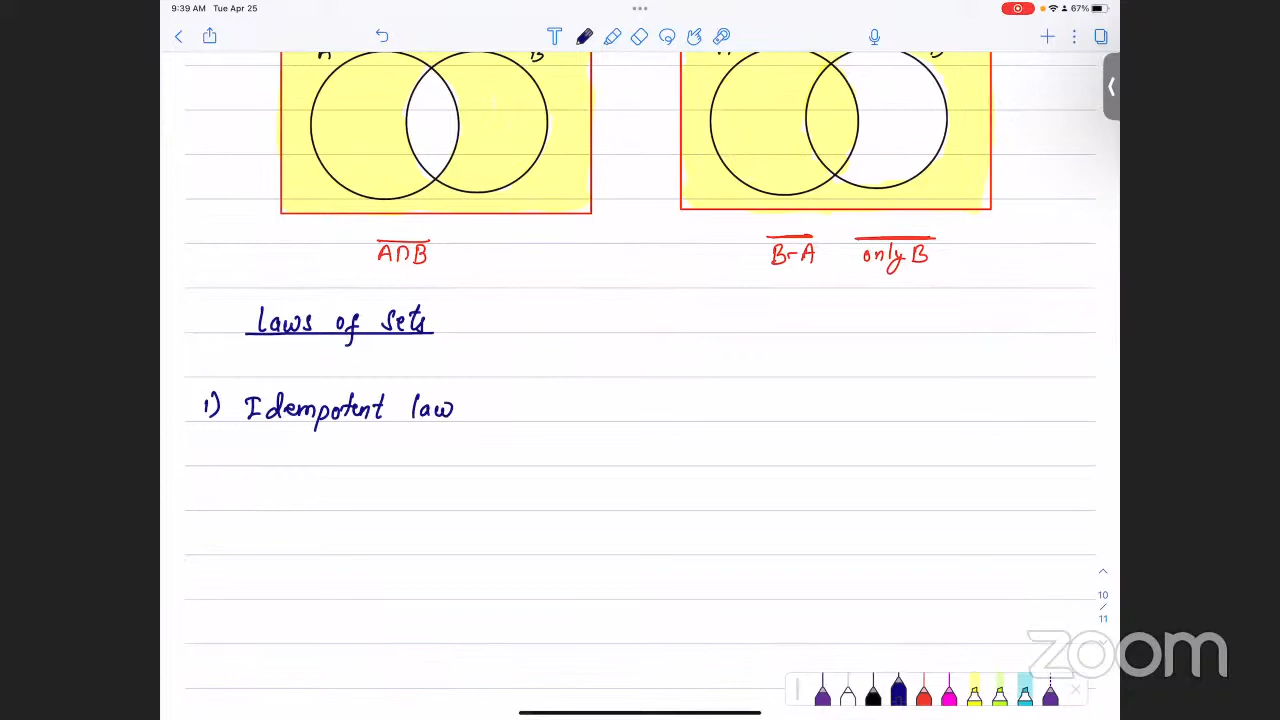 9:39 AM Tue Apr 25
67%
A B
B
A∩B
B-A only B
Laws of sets
1) Idempotent law
10
/
11
zoom